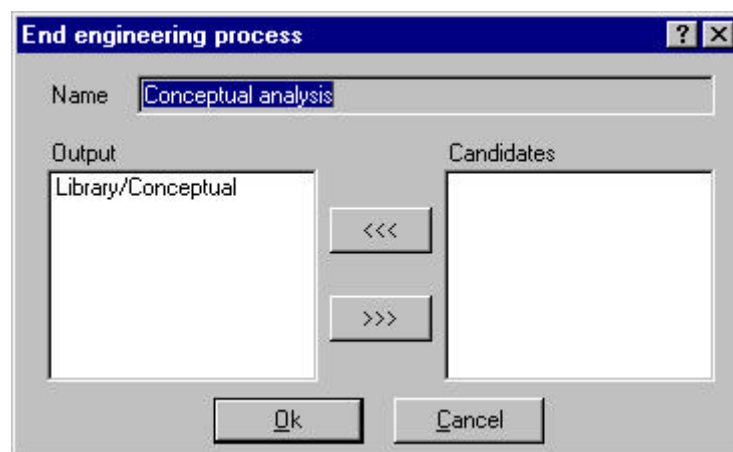 End engineering process
Name Conceptual analysis
Output Candidates
Library/Conceptual
<<<
>>>
Ok Cancel